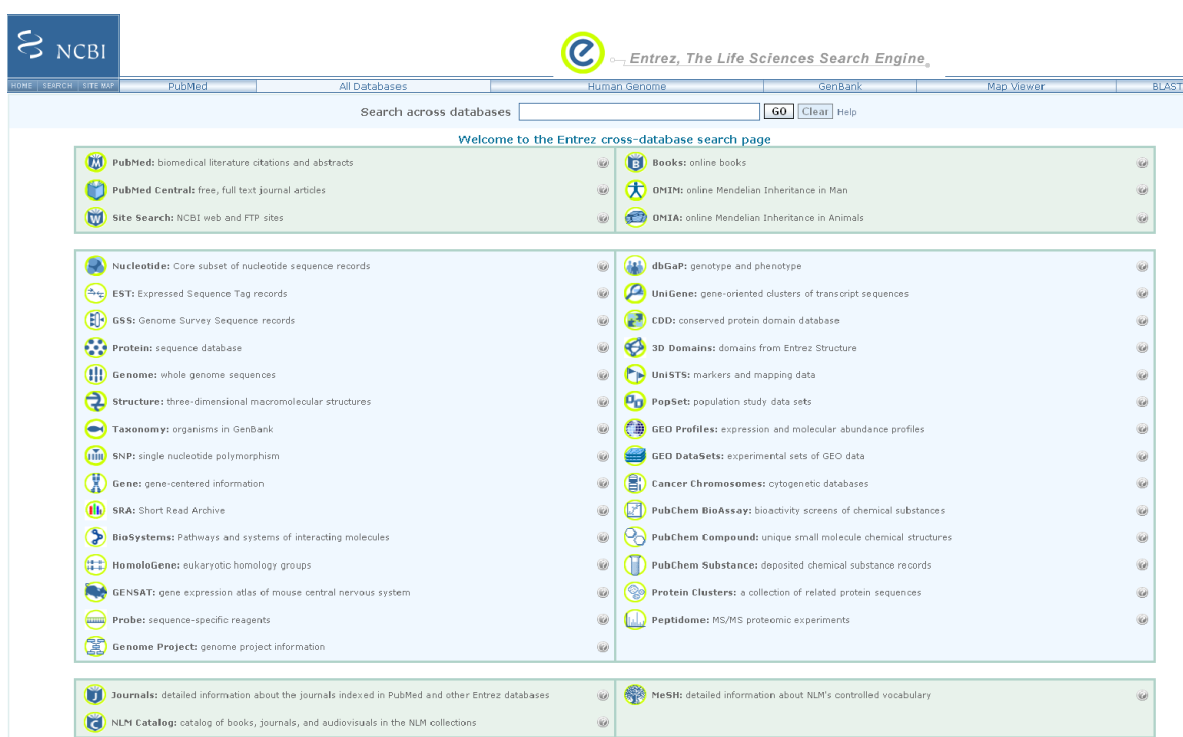 NCBI
Entrez, The Life Sciences Search Engine
HOME SEARCH SITE MAP PubMed All Databases Human Genome GenBank Map Viewer BLAST
Search across databases GO Clear Help
Welcome to the Entrez cross-database search page
PubMed: biomedical literature citations and abstracts
PubMed Central: free, full text journal articles
Site Search: NCBI web and FTP sites
Books: online books
OMIM: online Mendelian Inheritance in Man
OMIA: online Mendelian Inheritance in Animals
Nucleotide: Core subset of nucleotide sequence records
EST: Expressed Sequence Tag records
GSS: Genome Survey Sequence records
Protein: sequence database
Genome: whole genome sequences
Structure: three-dimensional macromolecular structures
Taxonomy: organisms in GenBank
SNP: single nucleotide polymorphism
Gene: gene-centered information
SRA: Short Read Archive
BioSystems: Pathways and systems of interacting molecules
HomoloGene: eukaryotic homology groups
GENSAT: gene expression atlas of mouse central nervous system
Probe: sequence-specific reagents
Genome Project: genome project information
dbGaP: genotype and phenotype
UniGene: gene-oriented clusters of transcript sequences
CDD: conserved protein domain database
3D Domains: domains from Entrez Structure
UniSTS: markers and mapping data
PopSet: population study data sets
GEO Profiles: expression and molecular abundance profiles
GEO DataSets: experimental sets of GEO data
Cancer Chromosomes: cytogenetic databases
PubChem BioAssay: bioactivity screens of chemical substances
PubChem Compound: unique small molecule chemical structures
PubChem Substance: deposited chemical substance records
Protein Clusters: a collection of related protein sequences
Peptidome: MS/MS proteomic experiments
Journals: detailed information about the journals indexed in PubMed and other Entrez databases
NLM Catalog: catalog of books, journals, and audiovisuals in the NLM collections
MeSH: detailed information about NLM's controlled vocabulary